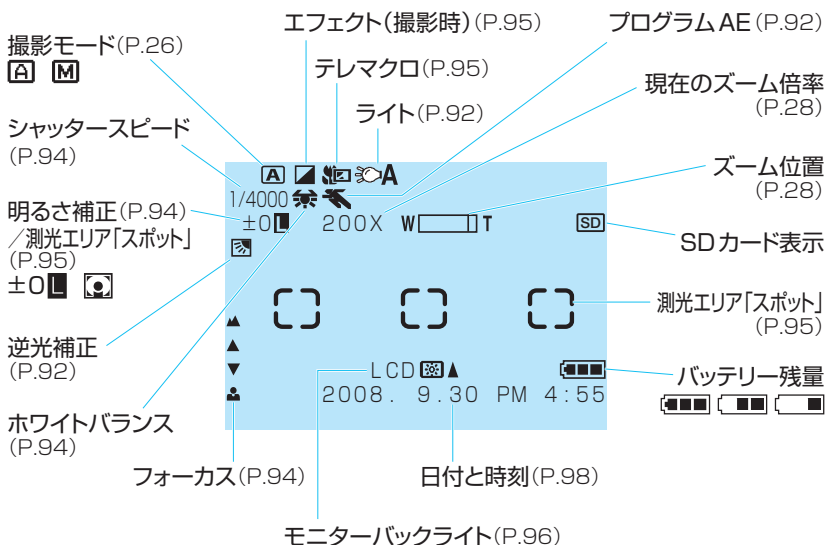 エフェクト(撮影時)(P.95)
プログラムAE(P.92)
撮影モード(P.26)
A M
テレマクロ(P.95)
現在のズーム倍率
(P.28)
ライト(P.92)
シャッタースピード
(P.94)
ズーム位置
(P.28)
A A
1/4000
明るさ補正(P.94)
/測光エリア「スポット」
(P.95)
±0L
±0L 200X W T SD
SDカード表示
測光エリア「スポット」
(P.95)
逆光補正
(P.92)
LCD
バッテリー残量
2008. 9.30 PM 4:55
ホワイトバランス
(P.94)
フォーカス(P.94)
日付と時刻(P.98)
モニターバックライト(P.96)